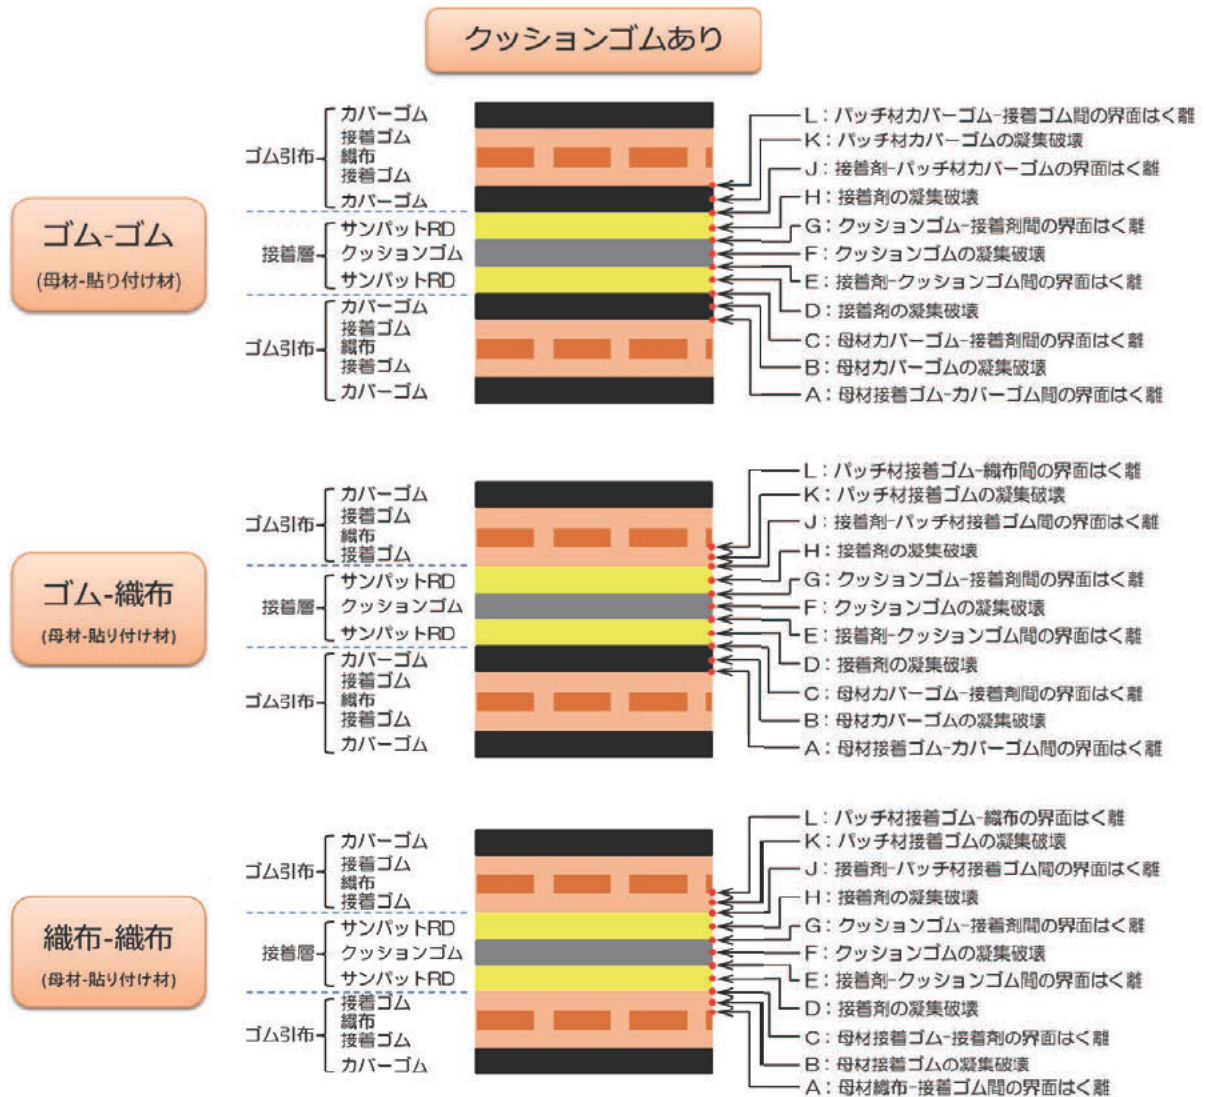 クッションゴムあり
ゴム-ゴム
(母材-貼り付け材)
ゴム引布
カバーゴム
接着ゴム
織布
接着ゴム
カバーゴム
接着層
サンパットRD
クッションゴム
サンパットRD
ゴム引布
カバーゴム
接着ゴム
織布
接着ゴム
カバーゴム
L：パッチ材カバーゴム-接着ゴム間の界面はく離
K：パッチ材カバーゴムの凝集破壊
J：接着剤-パッチ材カバーゴムの界面はく離
H：接着剤の凝集破壊
G：クッションゴム-接着剤間の界面はく離
F：クッションゴムの凝集破壊
E：接着剤-クッションゴム間の界面はく離
D：接着剤の凝集破壊
C：母材カバーゴム-接着剤間の界面はく離
B：母材カバーゴムの凝集破壊
A：母材接着ゴム-カバーゴム間の界面はく離
ゴム-織布
(母材-貼り付け材)
ゴム引布
カバーゴム
接着ゴム
織布
接着ゴム
接着層
サンパットRD
クッションゴム
サンパットRD
ゴム引布
カバーゴム
接着ゴム
織布
接着ゴム
カバーゴム
L：パッチ材接着ゴム-織布間の界面はく離
K：パッチ材接着ゴムの凝集破壊
J：接着剤-パッチ材接着ゴム間の界面はく離
H：接着剤の凝集破壊
G：クッションゴム-接着剤間の界面はく離
F：クッションゴムの凝集破壊
E：接着剤-クッションゴム間の界面はく離
D：接着剤の凝集破壊
C：母材カバーゴム-接着剤間の界面はく離
B：母材カバーゴムの凝集破壊
A：母材接着ゴム-カバーゴム間の界面はく離
織布-織布
(母材-貼り付け材)
ゴム引布
カバーゴム
接着ゴム
織布
接着ゴム
接着層
サンパットRD
クッションゴム
サンパットRD
ゴム引布
接着ゴム
織布
接着ゴム
カバーゴム
L：パッチ材接着ゴム-織布の界面はく離
K：パッチ材接着ゴムの凝集破壊
J：接着剤-パッチ材接着ゴム間の界面はく離
H：接着剤の凝集破壊
G：クッションゴム-接着剤間の界面はく離
F：クッションゴムの凝集破壊
E：接着剤-クッションゴム間の界面はく離
D：接着剤の凝集破壊
C：母材接着ゴム-接着剤の界面はく離
B：母材接着ゴムの凝集破壊
A：母材織布-接着ゴム間の界面はく離